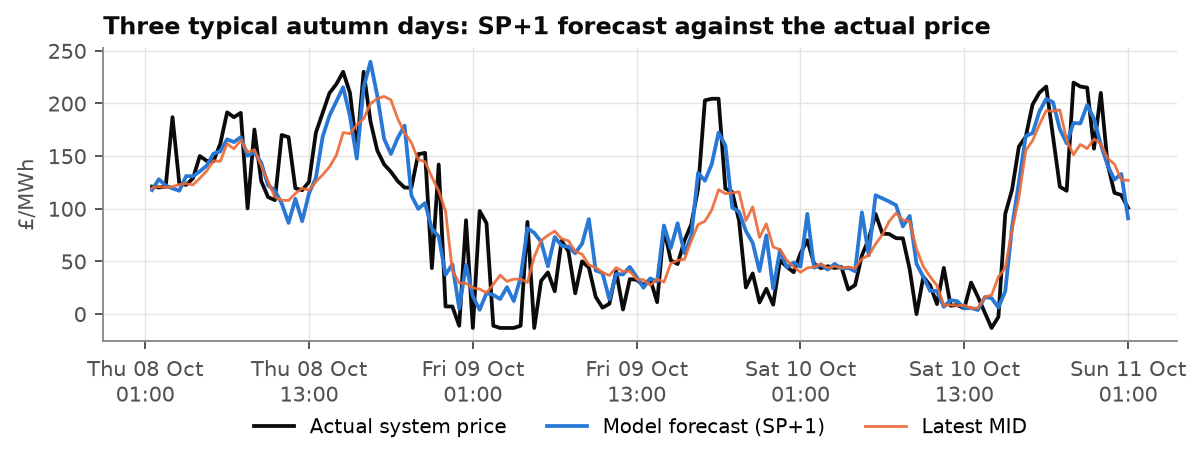 Three typical autumn days: SP+1 forecast against the actual price
£/MWh
250
200
150
100
50
0
Thu 08 Oct
01:00
Thu 08 Oct
13:00
Fri 09 Oct
01:00
Fri 09 Oct
13:00
Sat 10 Oct
01:00
Sat 10 Oct
13:00
Sun 11 Oct
01:00
Actual system price
Model forecast (SP+1)
Latest MID